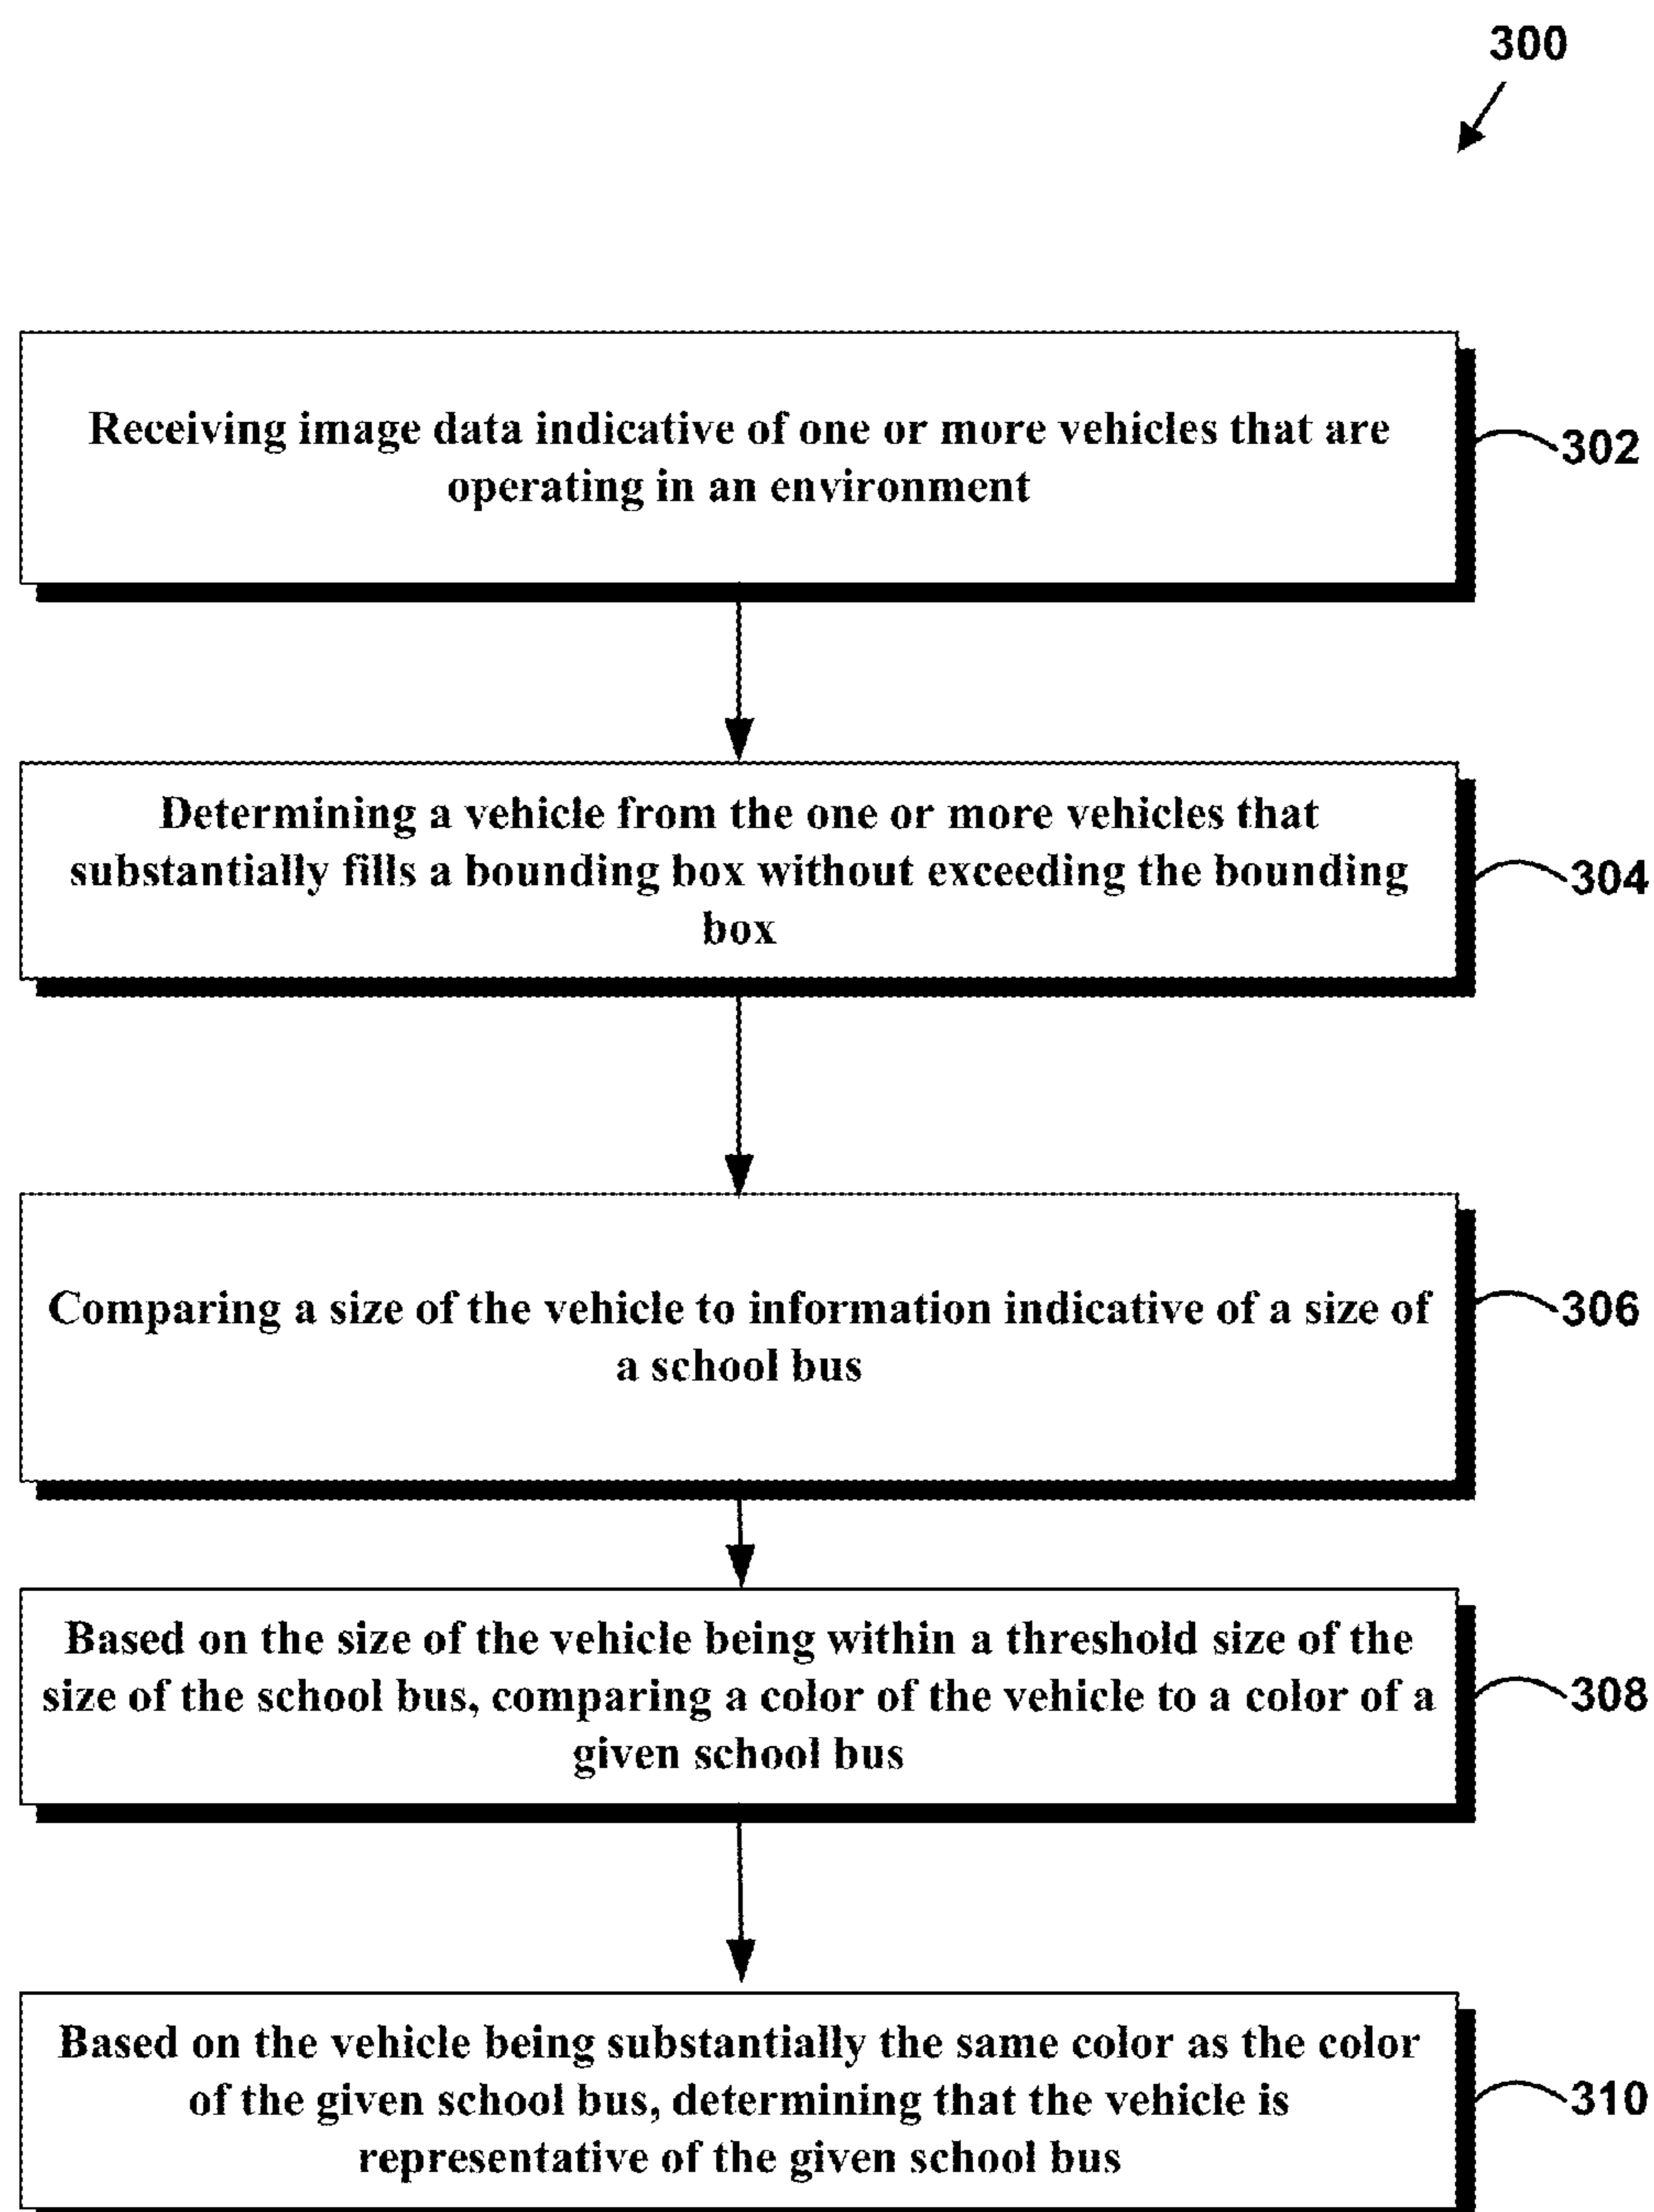 300
Receiving image data indicative of one or more vehicles that are
operating in an environment
302
Determining a vehicle from the one or more vehicles that
substantially fills a bounding box without exceeding the bounding
box
304
Comparing a size of the vehicle to information indicative of a size of
a school bus
306
Based on the size of the vehicle being within a threshold size of the
size of the school bus, comparing a color of the vehicle to a color of a
given school bus
308
Based on the vehicle being substantially the same color as the color
of the given school bus, determining that the vehicle is
representative of the given school bus
310